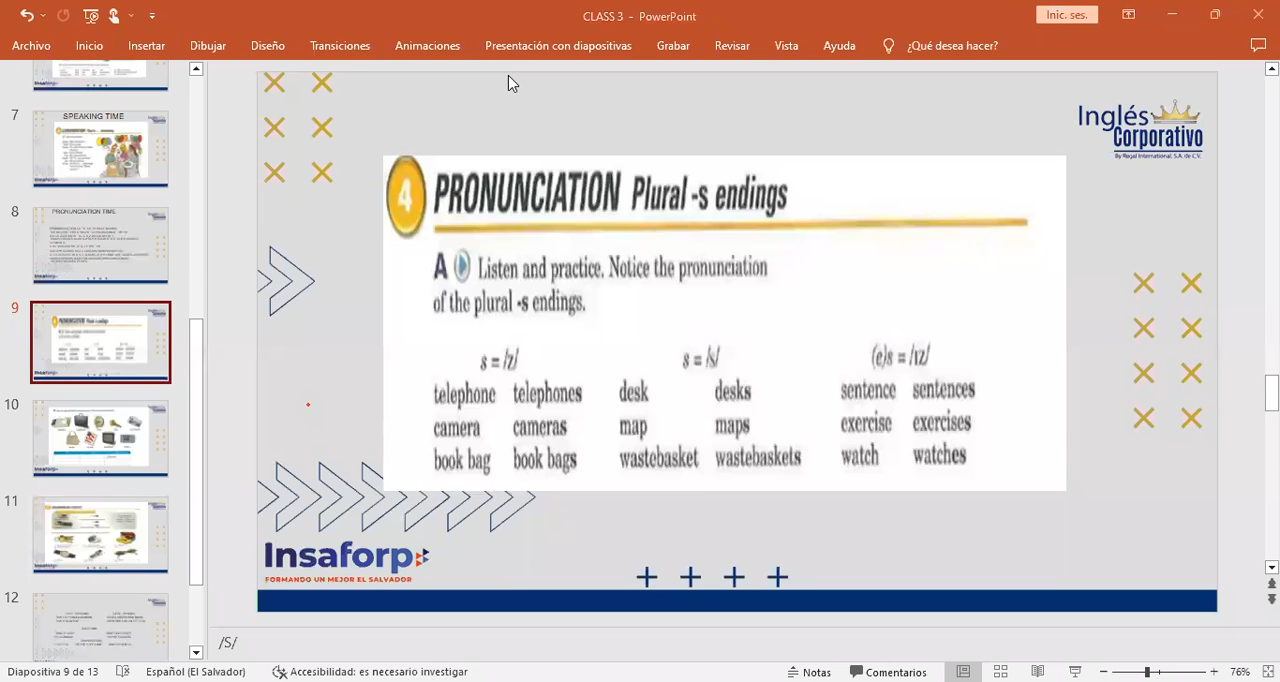 CLASS 3 - PowerPoint
Inic. ses.
Archivo Inicio Insertar Dibujar Diseño Transiciones Animaciones Presentación con diapositivas Grabar Revisar Vista Ayuda ¿Qué desea hacer?
7
SPEAKING TIME
8
PRONUNCIATION TIME
9
10
11
12
Inglés
Corporativo
By Regal International, S.A. de C.V.
4 PRONUNCIATION Plural -s endings
A Listen and practice. Notice the pronunciation
of the plural -s endings.
s = /z/ s = /s/ (e)s = /ɪz/
telephone telephones desk desks sentence sentences
camera cameras map maps exercise exercises
book bag book bags wastebasket wastebaskets watch watches
Insaforp
FORMANDO UN MEJOR EL SALVADOR
/S/
Diapositiva 9 de 13 Español (El Salvador) Accesibilidad: es necesario investigar Notas Comentarios 76%